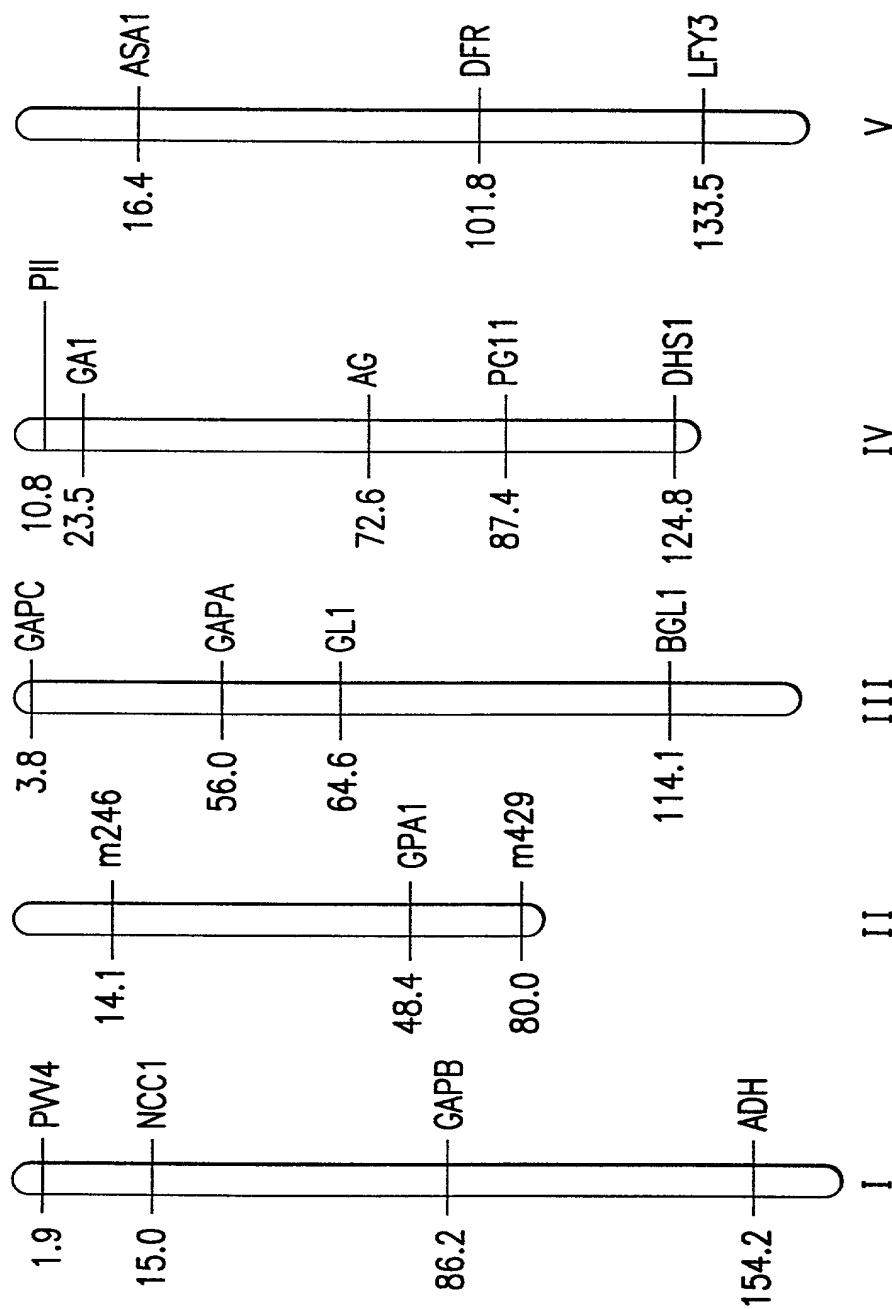 1.9 PVV4
15.0 NCC1
86.2 GAPB
154.2 ADH
I
14.1 m246
48.4 GPA1
80.0 m429
II
3.8 GAPC
56.0 GAPA
64.6 GL1
114.1 BGL1
III
10.8 PII
23.5 GA1
72.6 AG
87.4 PG11
124.8 DHS1
IV
16.4 ASA1
101.8 DFR
133.5 LFY3
V